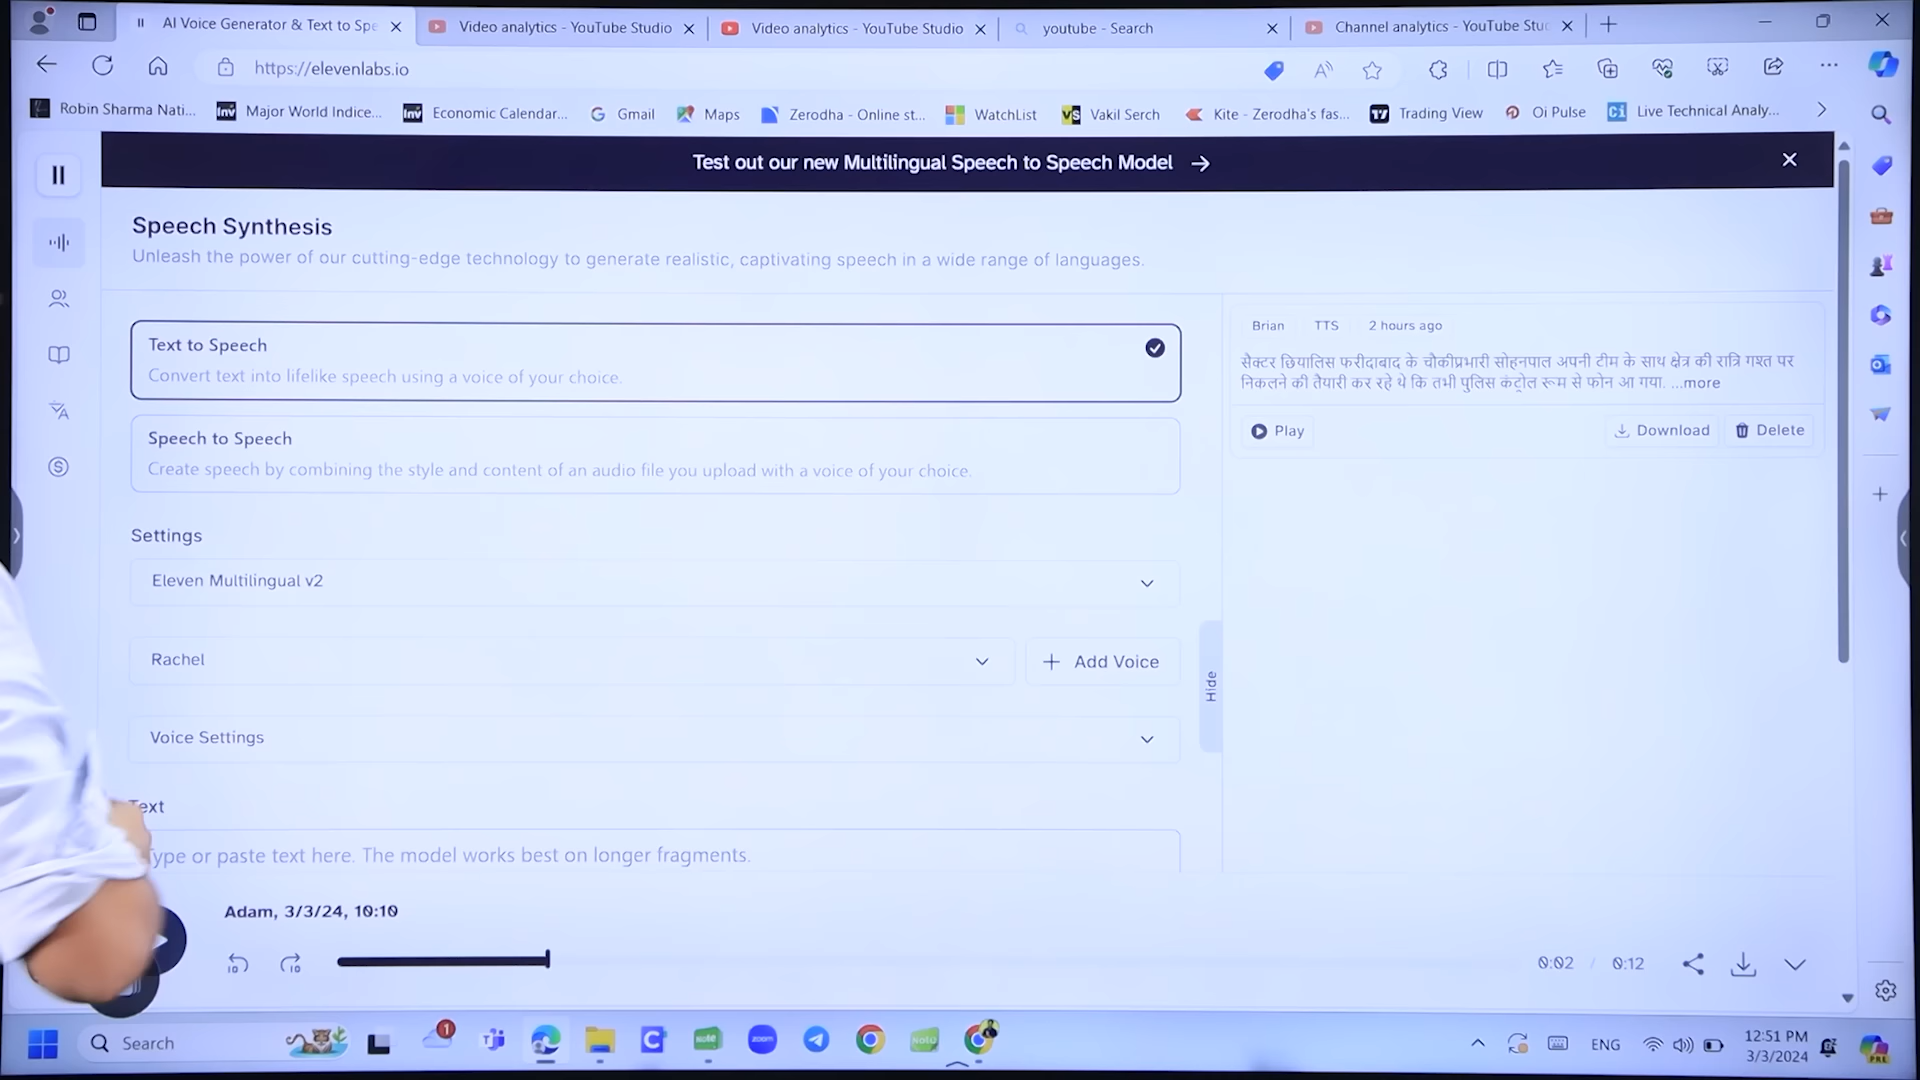 AI Voice Generator & Text to Spe
Video analytics - YouTube Studio
Video analytics - YouTube Studio
youtube - Search
Channel analytics - YouTube Stu
https://elevenlabs.io
Robin Sharma Nati...
Major World Indice...
Economic Calendar...
Gmail
Maps
Zerodha - Online st...
WatchList
Vakil Serch
Kite - Zerodha's fas...
Trading View
Oi Pulse
Live Technical Analy...
Test out our new Multilingual Speech to Speech Model →
Speech Synthesis
Unleash the power of our cutting-edge technology to generate realistic, captivating speech in a wide range of languages.
Text to Speech
Convert text into lifelike speech using a voice of your choice.
Speech to Speech
Create speech by combining the style and content of an audio file you upload with a voice of your choice.
Settings
Eleven Multilingual v2
Rachel
+ Add Voice
Voice Settings
Text
Type or paste text here. The model works best on longer fragments.
Hide
Brian TTS 2 hours ago
सैक्टर छियालिस फरीदाबाद के चौकीप्रभारी सोहनपाल अपनी टीम के साथ क्षेत्र की रात्रि गश्त पर
निकलने की तैयारी कर रहे थे कि तभी पुलिस कंट्रोल रूम से फोन आ गया. ...more
Play
Download
Delete
Adam, 3/3/24, 10:10
10
10
0:02 / 0:12
Search
1
zoom
ENG
12:51 PM
3/3/2024